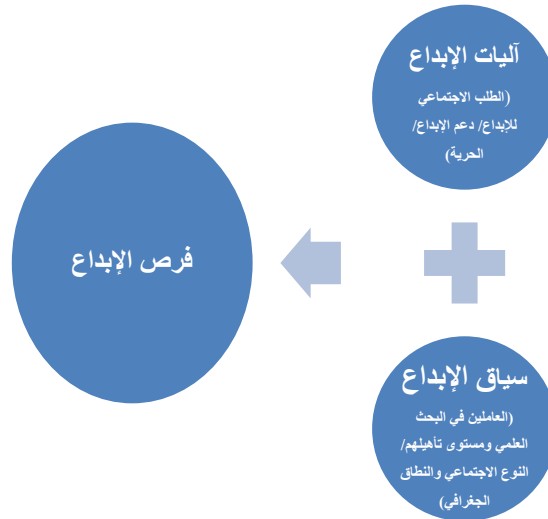 آليات الإبداع
(الطلب الاجتماعي
للإبداع/ دعم الإبداع/
الحرية)
فرص الإبداع
سياق الإبداع
(العاملين في البحث
العلمي ومستوى تأهيلهم/
النوع الاجتماعي والنطاق
الجغرافي)